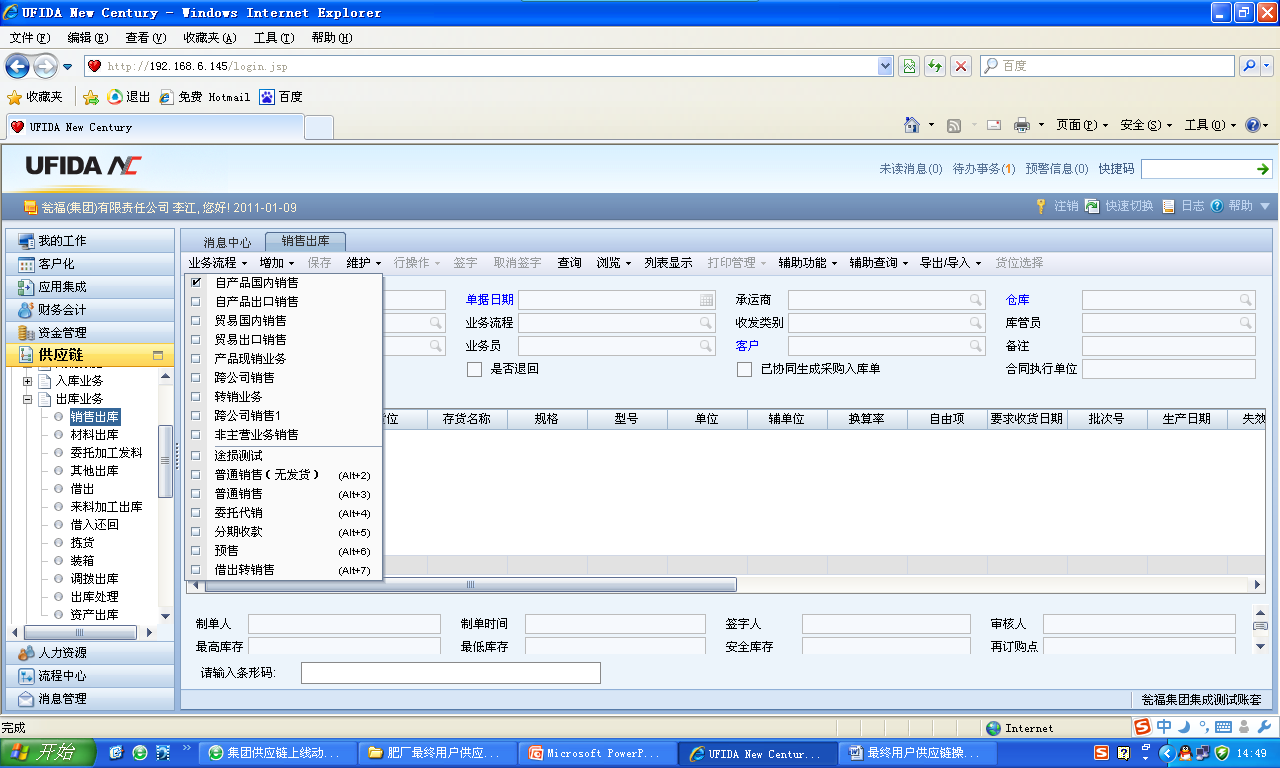 UFIDA New Century - Windows Internet Explorer
文件(F) 编辑(E) 查看(V) 收藏夹(A) 工具(T) 帮助(H)
http://192.168.6.145/login.jsp 百度
收藏夹 退出 免费 Hotmail 百度
UFIDA New Century 页面(P) 安全(S) 工具(O)
UFIDA NC 未读消息(0) 待办事务(1) 预警信息(0) 快捷码
瓮福(集团)有限责任公司 李江,您好! 2011-01-09 注销 快速切换 日志 帮助
我的工作
客户化
应用集成
财务会计
资金管理
供应链
入库业务
出库业务
销售出库
材料出库
委托加工发料
其他出库
借出
来料加工出库
借入还回
拣货
装箱
调拨出库
出库处理
资产出库
人力资源
流程中心
消息管理
消息中心 销售出库
业务流程 增加 保存 维护 行操作 签字 取消签字 查询 浏览 列表显示 打印管理 辅助功能 辅助查询 导出/导入 货位选择
自产品国内销售
自产品出口销售
贸易国内销售
贸易出口销售
产品现销业务
跨公司销售
转销业务
跨公司销售1
非主营业务销售
途损测试
普通销售(无发货) (Alt+2)
普通销售 (Alt+3)
委托代销 (Alt+4)
分期收款 (Alt+5)
预售 (Alt+6)
借出转销售 (Alt+7)
单据日期 承运商 仓库
业务流程 收发类别 库管员
业务员 客户 备注
是否退回 已协同生成采购入库单 合同执行单位
位 存货名称 规格 型号 单位 辅单位 换算率 自由项 要求收货日期 批次号 生产日期 失效
制单人 制单时间 签字人 审核人
最高库存 最低库存 安全库存 再订购点
请输入条形码:
瓮福集团集成测试账套
完成 Internet 中
开始 集团供应链上线动... 肥厂最终用户供应... Microsoft PowerP... UFIDA New Centur... 最终用户供应链操... 14:49